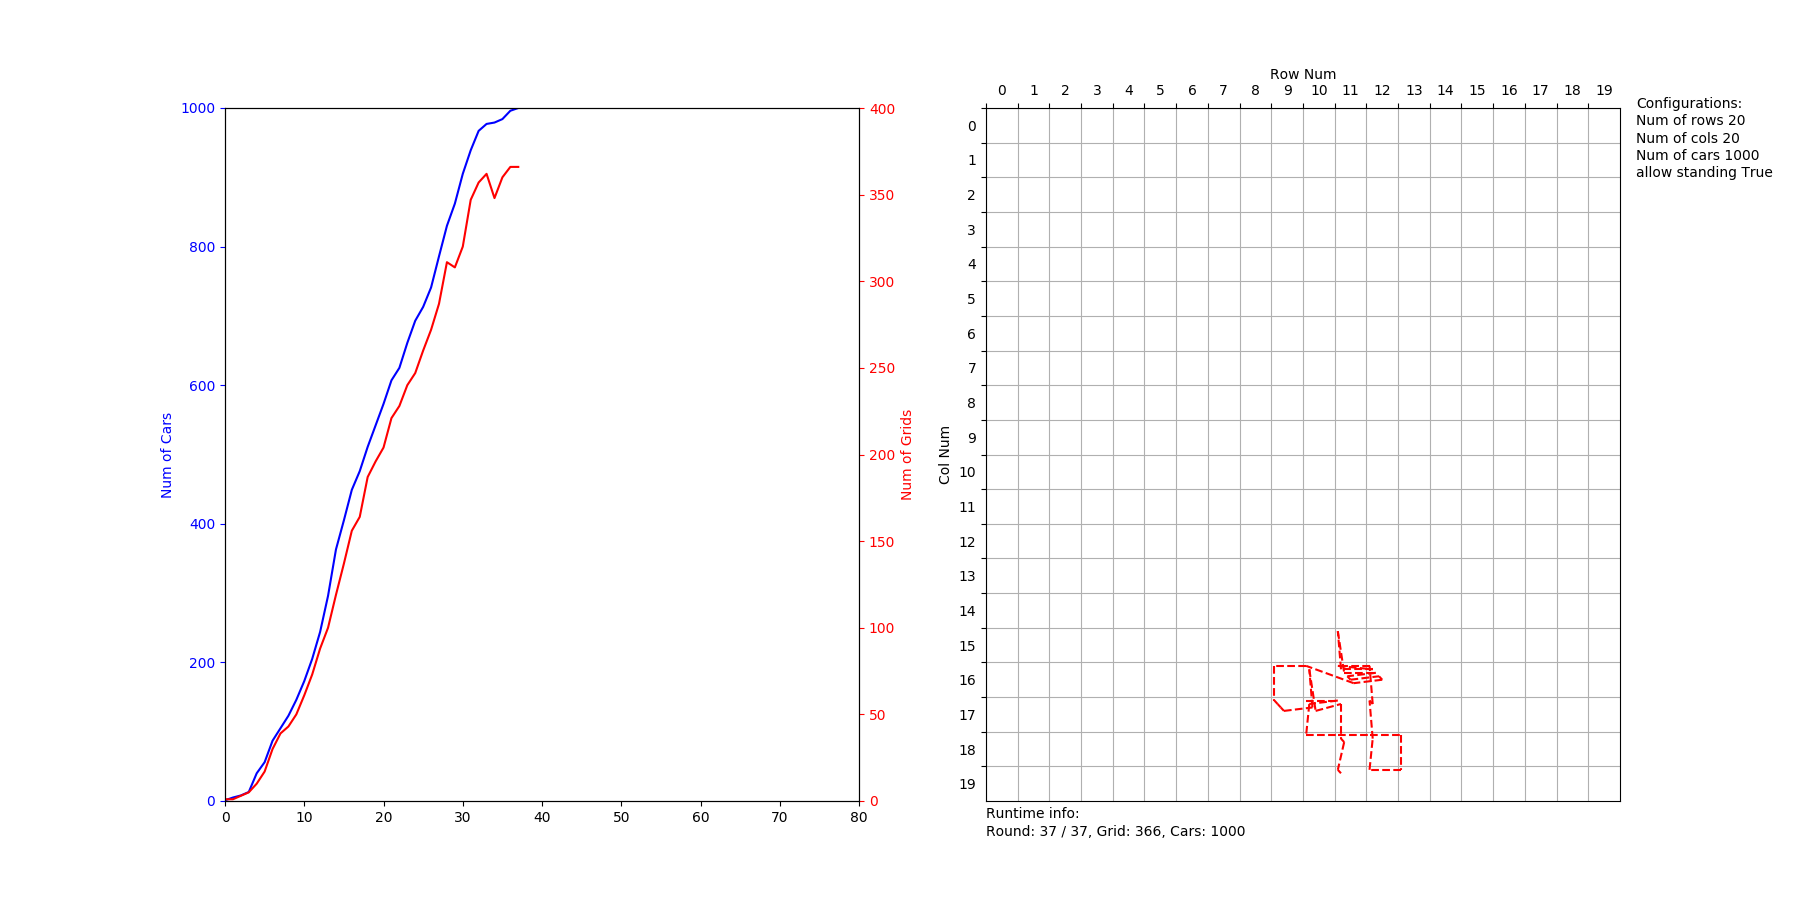 Num of Cars
1000
800
600
400
200
0
0 10 20 30 40 50 60 70 80
400
350
300
250
200
150
100
50
0
Num of Grids
Row Num
0 1 2 3 4 5 6 7 8 9 10 11 12 13 14 15 16 17 18 19
Col Num
0
1
2
3
4
5
6
7
8
9
10
11
12
13
14
15
16
17
18
19
Configurations:
Num of rows 20
Num of cols 20
Num of cars 1000
allow standing True
Runtime info:
Round: 37 / 37, Grid: 366, Cars: 1000